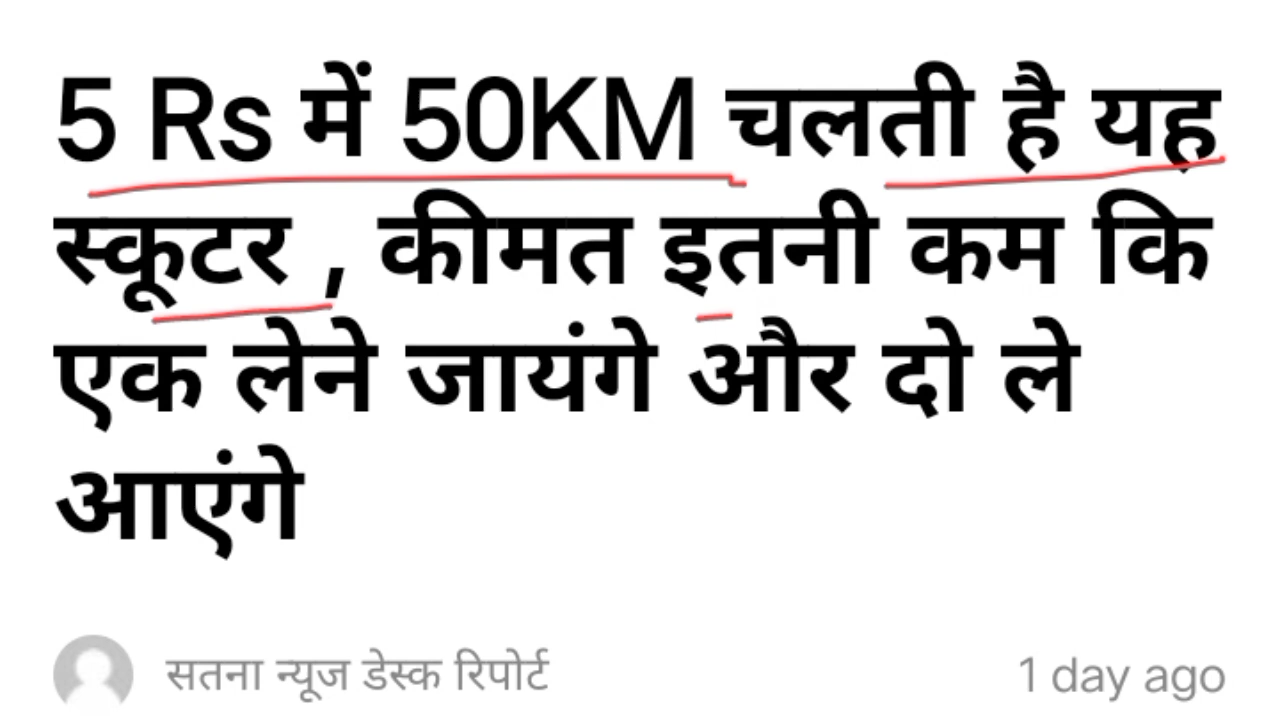 5 Rs में 50KM चलती है यह
स्कूटर , कीमत इतनी कम कि
एक लेने जायंगे और दो ले
आएंगे
सतना न्यूज डेस्क रिपोर्ट
1 day ago